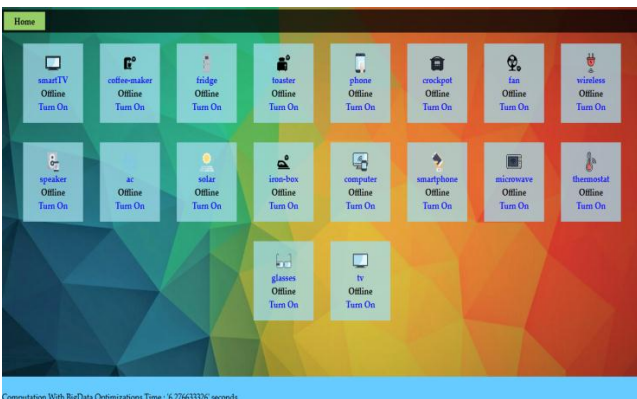 Home
smartTV
Offline
Turn On
coffee-maker
Offline
Turn On
fridge
Offline
Turn On
toaster
Offline
Turn On
phone
Offline
Turn On
crockpot
Offline
Turn On
fan
Offline
Turn On
wireless
Offline
Turn On
speaker
Offline
Turn On
ac
Offline
Turn On
solar
Offline
Turn On
iron-box
Offline
Turn On
computer
Offline
Turn On
smartphone
Offline
Turn On
microwave
Offline
Turn On
thermostat
Offline
Turn On
glasses
Offline
Turn On
tv
Offline
Turn On
Computation With BigData Optimizations Time : '6.276633326' seconds